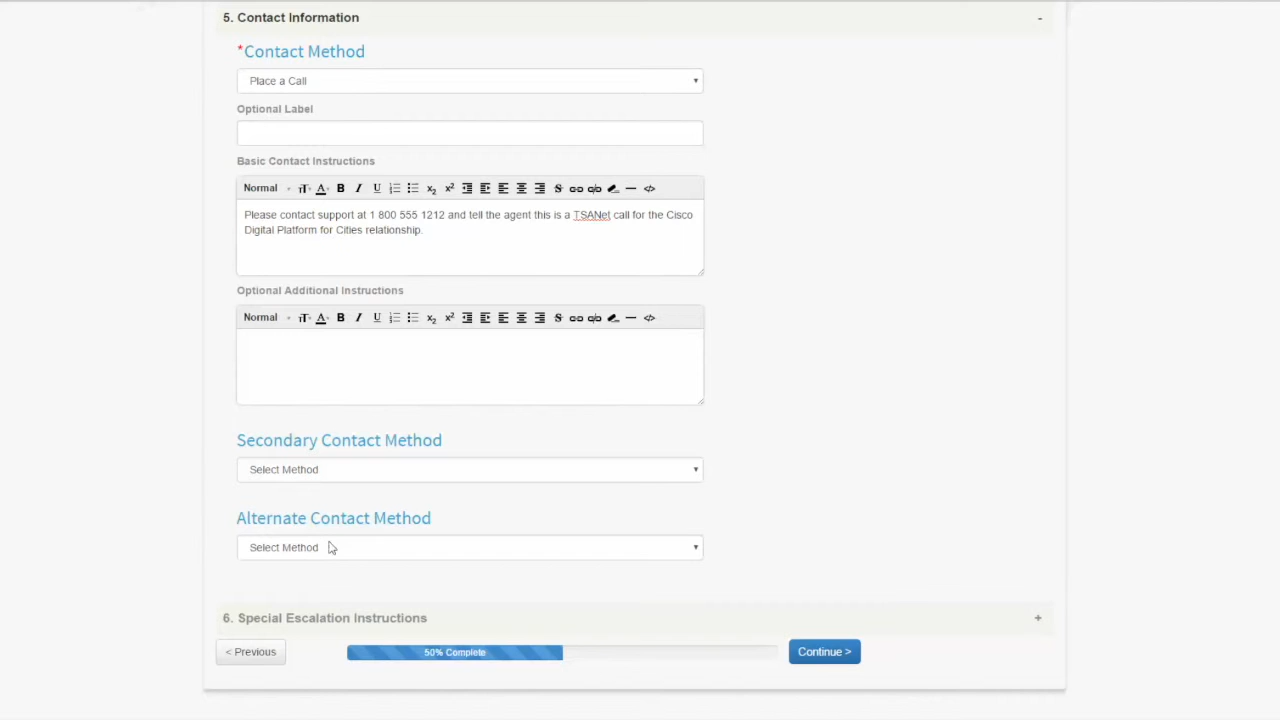 5. Contact Information
-
*Contact Method
Place a Call
Optional Label
Basic Contact Instructions
Normal
Please contact support at 1 800 555 1212 and tell the agent this is a TSANet call for the Cisco
Digital Platform for Cities relationship.
Optional Additional Instructions
Normal
Secondary Contact Method
Select Method
Alternate Contact Method
Select Method
6. Special Escalation Instructions
+
< Previous
50% Complete
Continue >